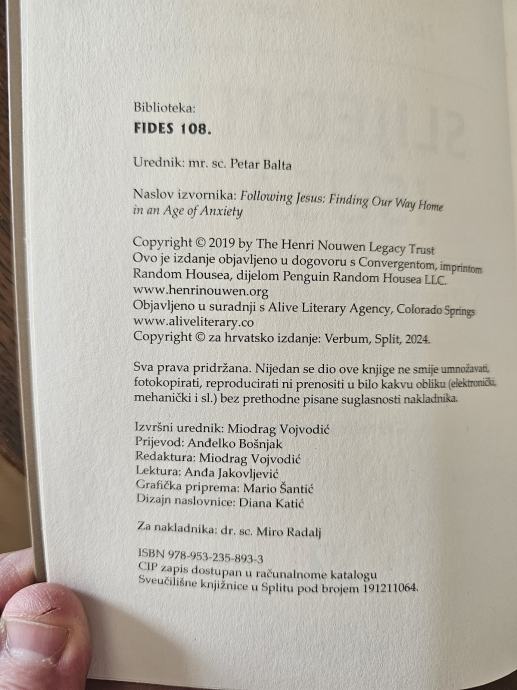 Biblioteka:
FIDES 108.
Urednik: mr. sc. Petar Balta
Naslov izvornika: Following Jesus: Finding Our Way Home
in an Age of Anxiety
Copyright © 2019 by The Henri Nouwen Legacy Trust
Ovo je izdanje objavljeno u dogovoru s Convergentom, imprintom
Random Housea, dijelom Penguin Random Housea LLC.
www.henrinouwen.org
Objavljeno u suradnji s Alive Literary Agency, Colorado Springs
www.aliveliterary.co
Copyright © za hrvatsko izdanje: Verbum, Split, 2024.
Sva prava pridržana. Nijedan se dio ove knjige ne smije umnožavati,
fotokopirati, reproducirati ni prenositi u bilo kakvu obliku (elektronički,
mehanički i sl.) bez prethodne pisane suglasnosti nakladnika.
Izvršni urednik: Miodrag Vojvodić
Prijevod: Anđelko Bošnjak
Redaktura: Miodrag Vojvodić
Lektura: Anđa Jakovljević
Grafička priprema: Mario Šantić
Dizajn naslovnice: Diana Katić
Za nakladnika: dr. sc. Miro Radalj
ISBN 978-953-235-893-3
CIP zapis dostupan u računalnome katalogu
Sveučilišne knjižnice u Splitu pod brojem 191211064.